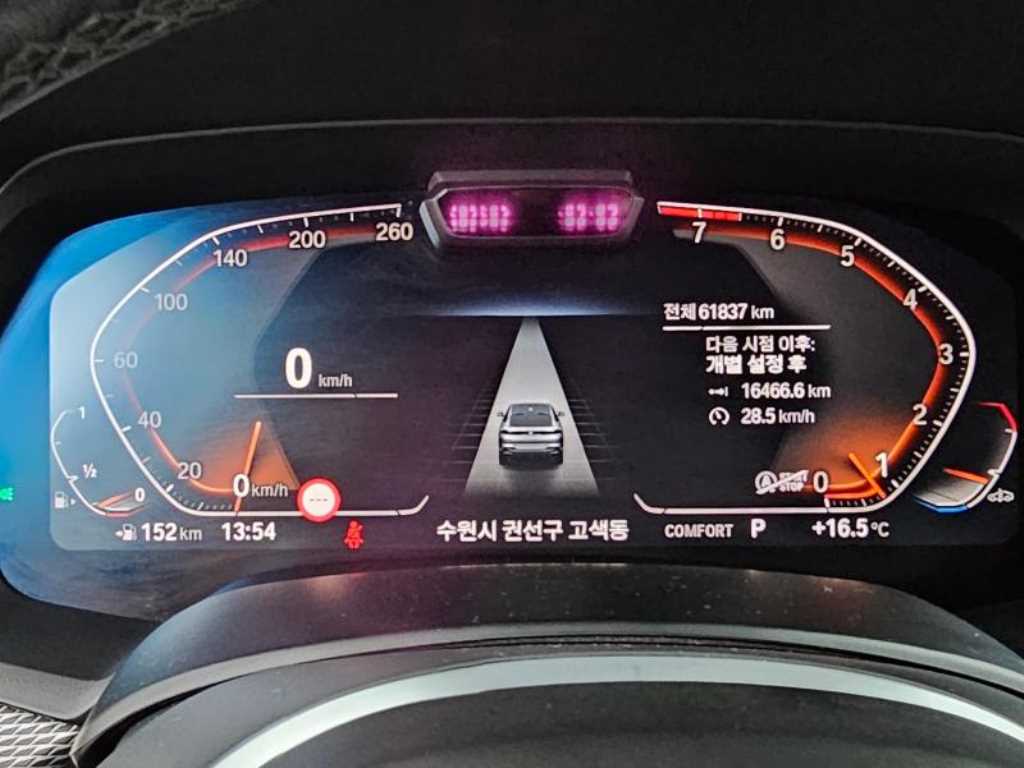 260
200
140
100
60
40
20
0 km/h
0 km/h
1
½
0
152 km
13:54
수원시 권선구 고색동
전체 61837 km
다음 시점 이후:
개별 설정 후
16466.6 km
28.5 km/h
7
6
5
4
3
2
1
0
START
STOP
COMFORT P
+16.5 °C